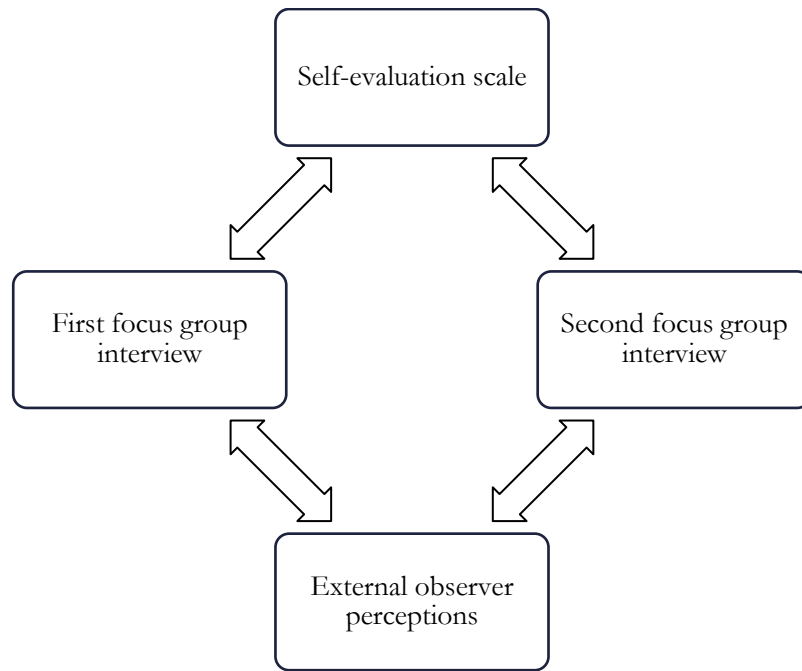 Self-evaluation scale
First focus group
interview
Second focus group
interview
External observer
perceptions